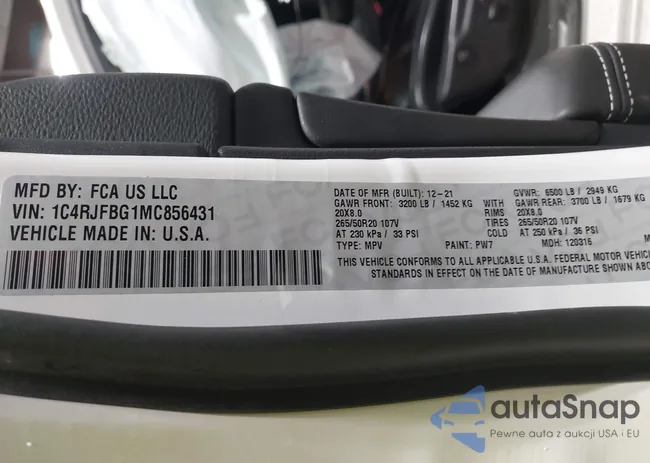 MFD BY: FCA US LLC
VIN: 1C4RJFBG1MC856431
VEHICLE MADE IN: U.S.A.
DATE OF MFR (BUILT): 12-21 GVWR: 6500 LB / 2949 KG
GAWR FRONT: 3200 LB / 1452 KG GAWR REAR: 3700 LB / 1679 KG
20X8.0 RIMS 20X8.0
265/50R20 107V TIRES 265/50R20 107V
AT 230 kPa / 33 PSI COLD AT 250 kPa / 36 PSI
TYPE: MPV PAINT: PW7 MDH: 120316 M
THIS VEHICLE CONFORMS TO ALL APPLICABLE U.S.A. FEDERAL MOTOR VEHIC
STANDARDS IN EFFECT ON THE DATE OF MANUFACTURE SHOWN ABO
autaSnap
Pewne auta z aukcji USA i EU